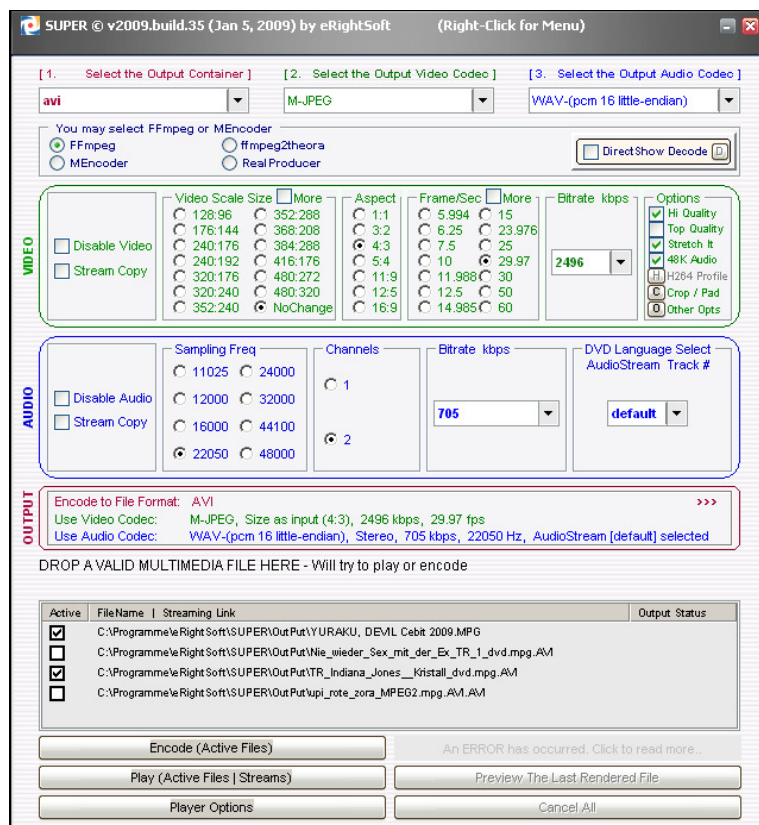 SUPER © v2009.build.35 (Jan 5, 2009) by eRightSoft (Right-Click for Menu)
[ 1. Select the Output Container ] [ 2. Select the Output Video Codec ] [ 3. Select the Output Audio Codec ]
avi M-JPEG WAV-(pcm 16 little-endian)
You may select FFmpeg or MEncoder
FFmpeg ffmpeg2theora
MEncoder Real Producer
DirectShow Decode D
VIDEO
Disable Video
Stream Copy
Video Scale Size More
128:96 352:288
176:144 368:208
240:176 384:288
240:192 416:176
320:176 480:272
320:240 480:320
352:240 NoChange
Aspect
1:1
3:2
4:3
5:4
11:9
12:5
16:9
Frame/Sec More
5.994 15
6.25 23.976
7.5 25
10 29.97
11.988 30
12.5 50
14.985 60
Bitrate kbps
2496
Options
Hi Quality
Top Quality
Stretch It
48K Audio
H H264 Profile
C Crop / Pad
O Other Opts
AUDIO
Disable Audio
Stream Copy
Sampling Freq
11025 24000
12000 32000
16000 44100
22050 48000
Channels
1
2
Bitrate kbps
705
DVD Language Select
AudioStream Track #
default
OUTPUT
Encode to File Format: AVI >>>
Use Video Codec: M-JPEG, Size as input (4:3), 2496 kbps, 29.97 fps
Use Audio Codec: WAV-(pcm 16 little-endian), Stereo, 705 kbps, 22050 Hz, AudioStream [default] selected
DROP A VALID MULTIMEDIA FILE HERE - Will try to play or encode
Active FileName | Streaming Link Output Status
C:\Programme\eRightSoft\SUPER\OutPut\YURAKU, DEVIL Cebit 2009.MPG
C:\Programme\eRightSoft\SUPER\OutPut\Nie_wieder_Sex_mit_der_Ex_TR_1_dvd.mpg.AVI
C:\Programme\eRightSoft\SUPER\OutPut\TR_Indiana_Jones__Kristall_dvd.mpg.AVI
C:\Programme\eRightSoft\SUPER\OutPut\upi_rote_zora_MPEG2.mpg.AVI.AVI
Encode (Active Files) An ERROR has occurred. Click to read more..
Play (Active Files | Streams) Preview The Last Rendered File
Player Options Cancel All